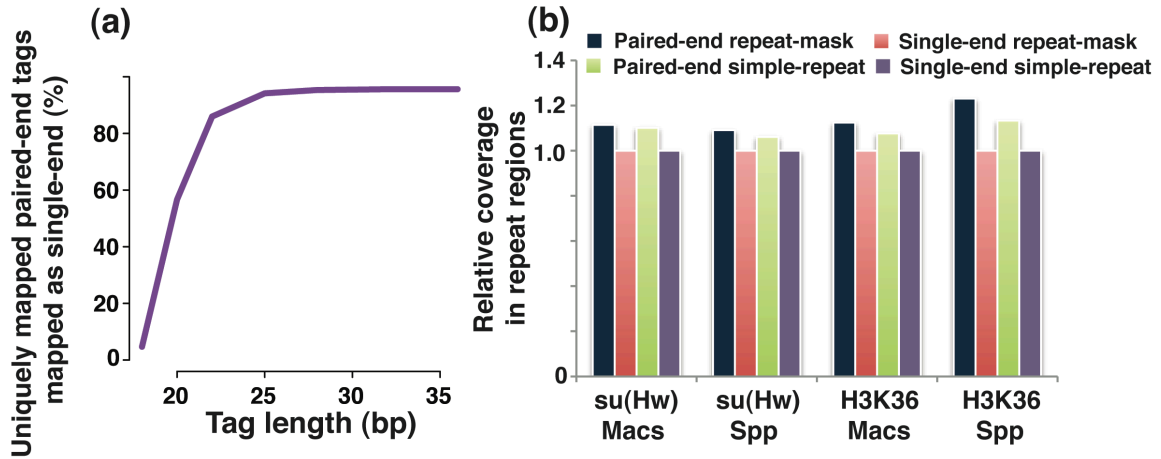 (a)
Uniquely mapped paired-end tags
mapped as single-end (%)
80
60
40
20
0
20 25 30 35
Tag length (bp)
(b)
Paired-end repeat-mask Single-end repeat-mask
Paired-end simple-repeat Single-end simple-repeat
Relative coverage
in repeat regions
1.4
1.2
1.0
0
su(Hw) su(Hw) H3K36 H3K36
Macs Spp Macs Spp